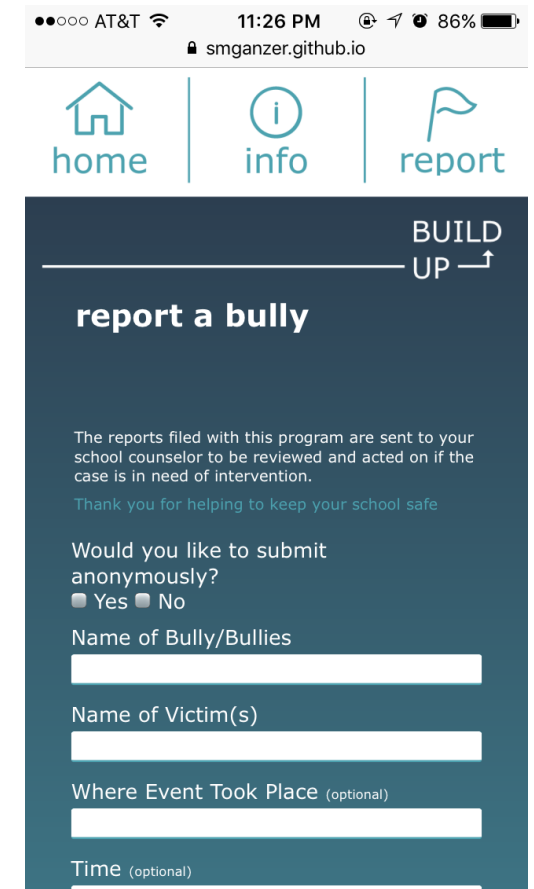 AT&T 11:26 PM 86%
smganzer.github.io
home info report
BUILD
UP
report a bully
The reports filed with this program are sent to your
school counselor to be reviewed and acted on if the
case is in need of intervention.
Thank you for helping to keep your school safe
Would you like to submit
anonymously?
Yes No
Name of Bully/Bullies
Name of Victim(s)
Where Event Took Place (optional)
Time (optional)